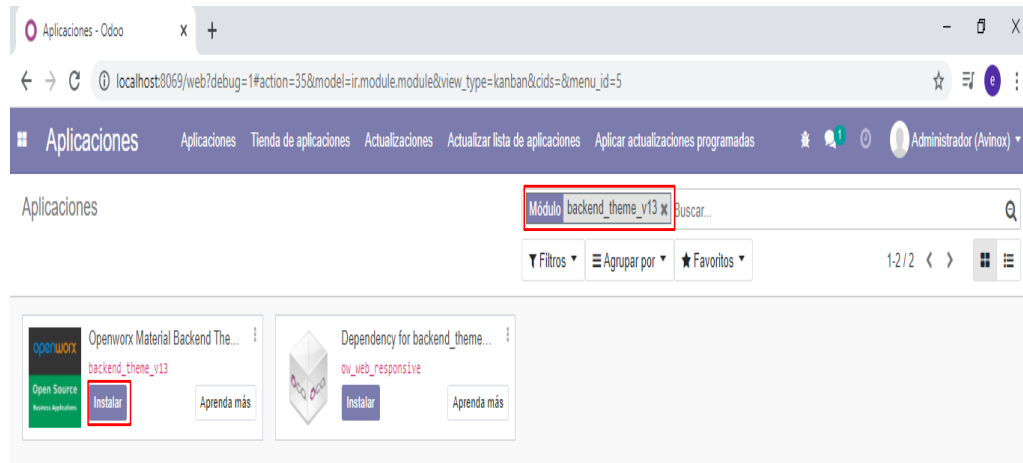 Aplicaciones - Odoo
localhost:8069/web?debug=1#action=35&model=ir.module.module&view_type=kanban&cids=&menu_id=5
e
Aplicaciones Aplicaciones Tienda de aplicaciones Actualizaciones Actualizar lista de aplicaciones Aplicar actualizaciones programadas 1 Administrador (Avinox)
Aplicaciones
Módulo backend_theme_v13 x Buscar...
Filtros Agrupar por Favoritos 1-2 / 2
openworx
Open Source
Business Applications
Openworx Material Backend The...
backend_theme_v13
Instalar Aprenda más
Dependency for backend_theme...
ow_web_responsive
Instalar Aprenda más